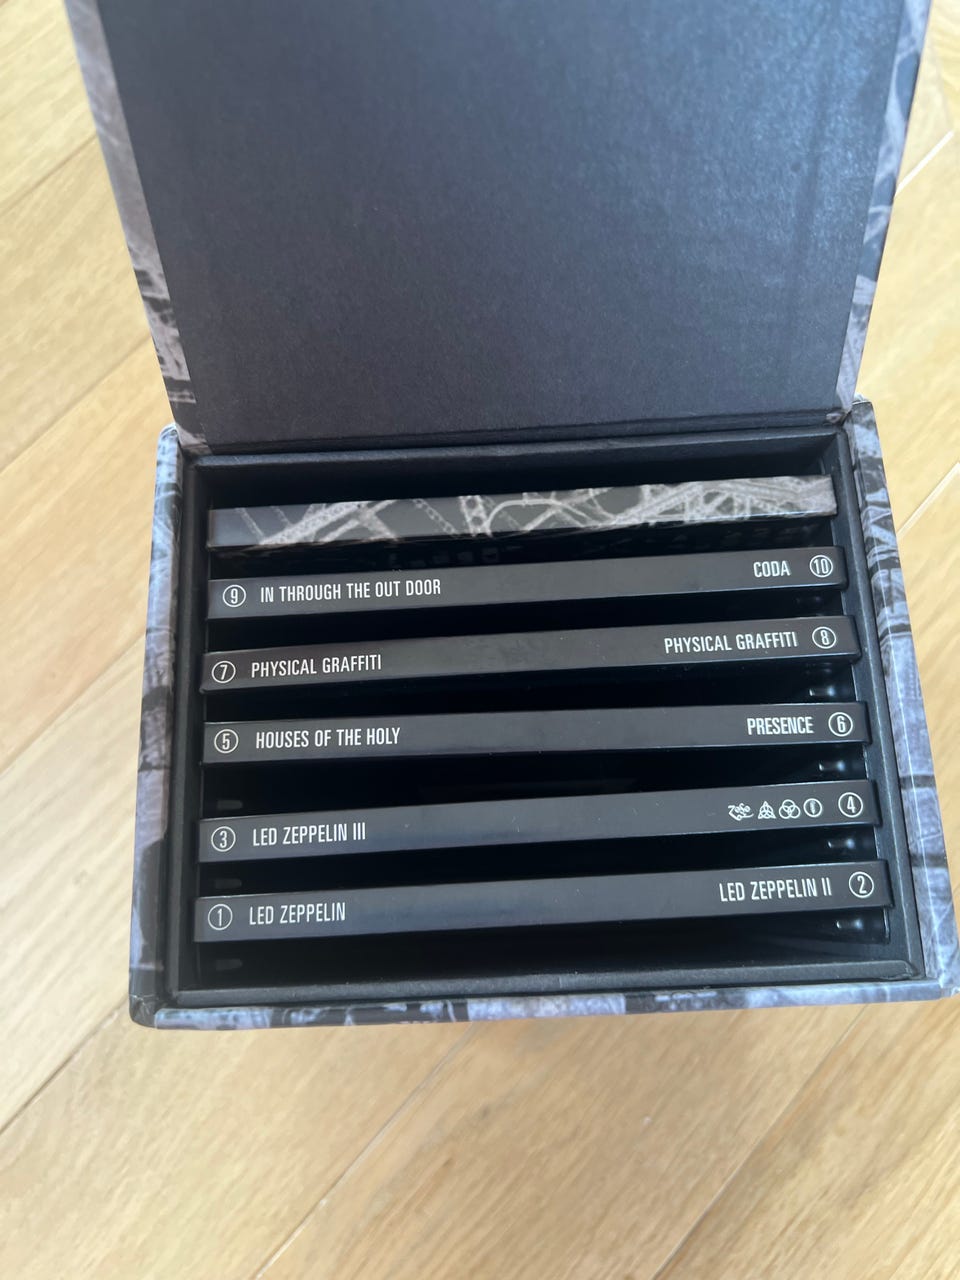 ⑨ IN THROUGH THE OUT DOOR CODA ⑩
⑦ PHYSICAL GRAFFITI PHYSICAL GRAFFITI ⑧
⑤ HOUSES OF THE HOLY PRESENCE ⑥
③ LED ZEPPELIN III ZoSo ④
① LED ZEPPELIN LED ZEPPELIN II ②